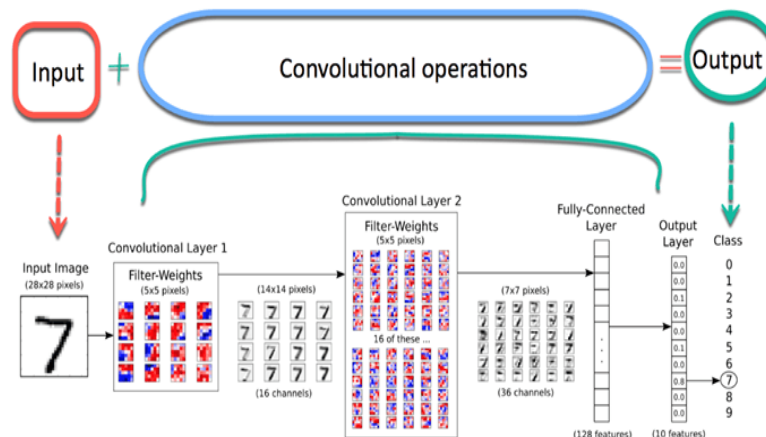 Input + Convolutional operations = Output
Convolutional Layer 2
Fully-Connected
Layer
Output
Layer
Class
Convolutional Layer 1
Filter-Weights
(5x5 pixels)
Input Image
(28x28 pixels)
Filter-Weights
(5x5 pixels)
(14x14 pixels)
(7x7 pixels)
7
16 of these ...
(16 channels)
(36 channels)
(128 features)
(10 features)
0.0
0.0
0.1
0.0
0.0
0.1
0.0
0.8
0.0
0.0
0
1
2
3
4
5
6
7
8
9